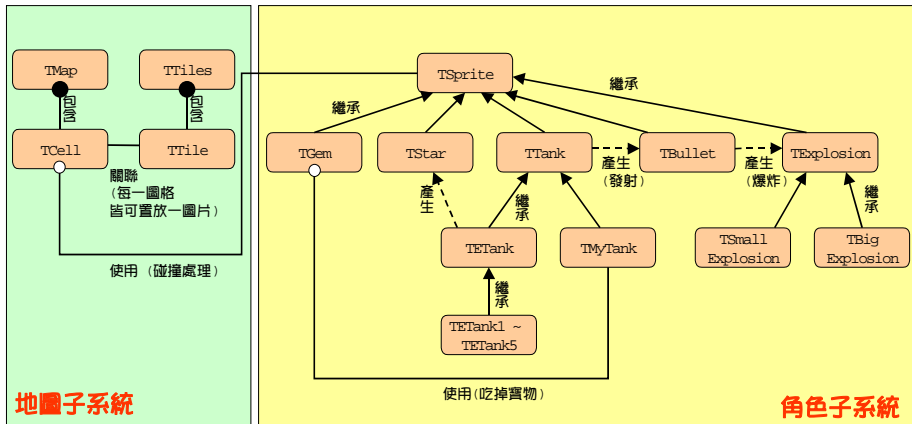 TMap
TTiles
包含
包含
TCell
TTile
關聯
(每一圖格
皆可置放一圖片)
使用 (碰撞處理)
地圖子系統
TSprite
繼承
繼承
TGem
TStar
TTank
TBullet
TExplosion
產生
(發射)
產生
(爆炸)
產生
繼承
繼承
TETank
TMyTank
TSmall
Explosion
TBig
Explosion
繼承
TETank1 ~
TETank5
使用(吃掉寶物)
角色子系統